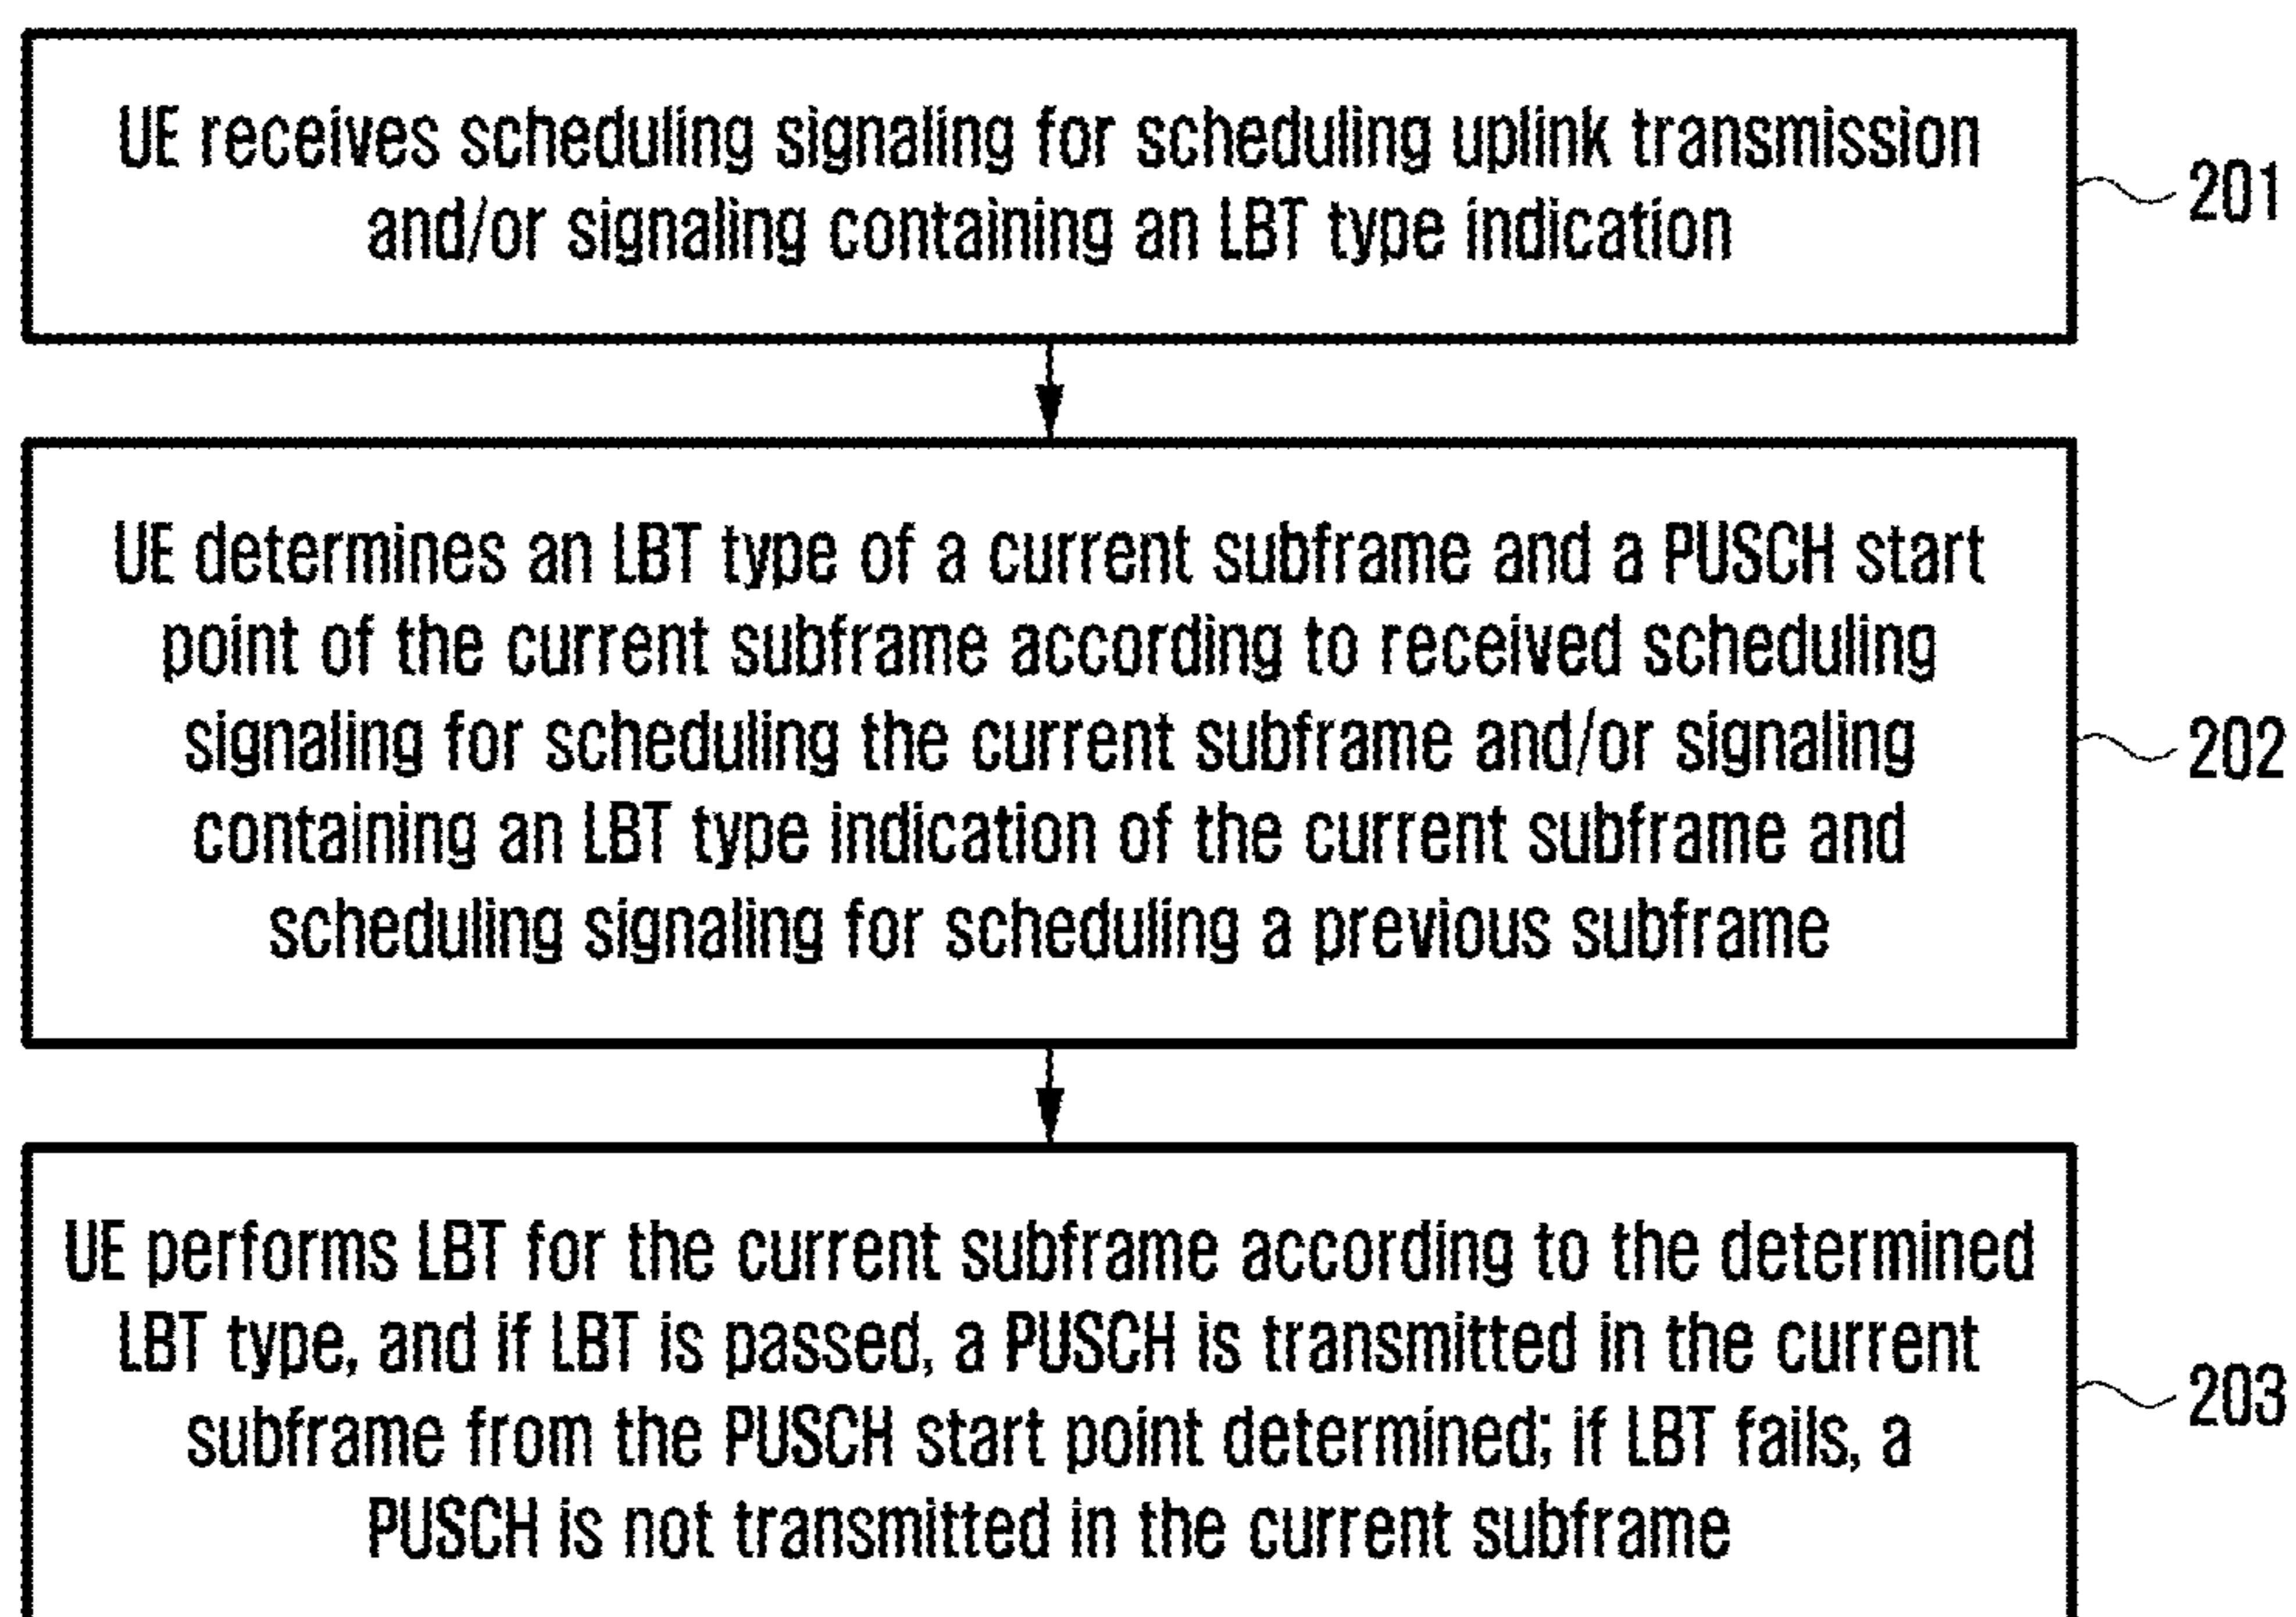 UE receives scheduling signaling for scheduling uplink transmission
and/or signaling containing an LBT type indication
201
UE determines an LBT type of a current subframe and a PUSCH start
point of the current subframe according to received scheduling
signaling for scheduling the current subframe and/or signaling
containing an LBT type indication of the current subframe and
scheduling signaling for scheduling a previous subframe
202
UE performs LBT for the current subframe according to the determined
LBT type, and if LBT is passed, a PUSCH is transmitted in the current
subframe from the PUSCH start point determined; if LBT fails, a
PUSCH is not transmitted in the current subframe
203